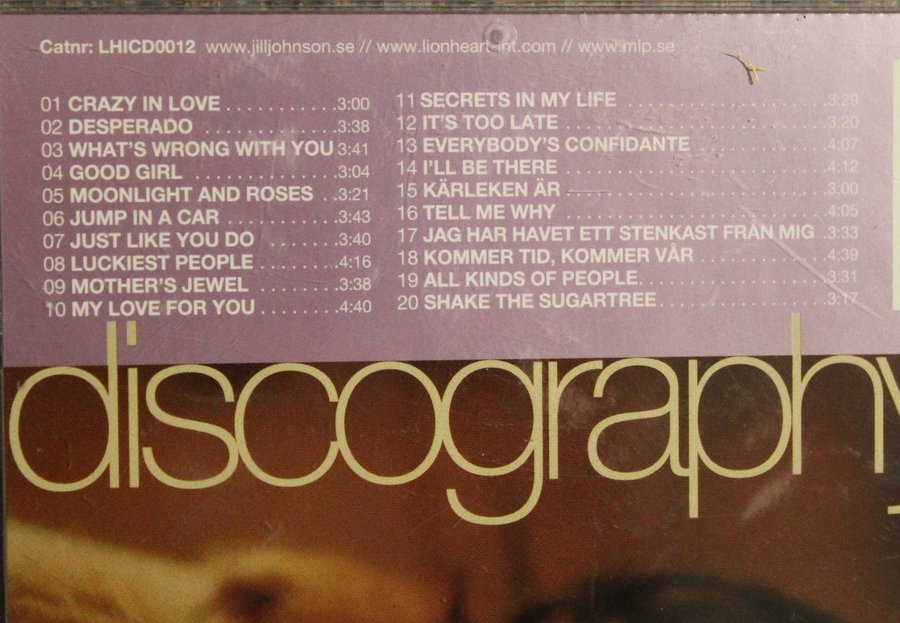 Catnr: LHICD0012 www.jilljohnson.se // www.lionheart-int.com // www.mlp.se
01 CRAZY IN LOVE . . . . . . . . . . . 3:00
02 DESPERADO . . . . . . . . . . . . . 3:38
03 WHAT'S WRONG WITH YOU 3:41
04 GOOD GIRL . . . . . . . . . . . . . . 3:04
05 MOONLIGHT AND ROSES . . 3:21
06 JUMP IN A CAR . . . . . . . . . . . 3:43
07 JUST LIKE YOU DO . . . . . . . . 3:40
08 LUCKIEST PEOPLE . . . . . . . . 4:16
09 MOTHER'S JEWEL . . . . . . . . . 3:38
10 MY LOVE FOR YOU . . . . . . . . 4:40
11 SECRETS IN MY LIFE . . . . . . . . . . . . . . . . . . . 3:29
12 IT'S TOO LATE . . . . . . . . . . . . . . . . . . . . . . . . 3:20
13 EVERYBODY'S CONFIDANTE . . . . . . . . . . . . 4:07
14 I'LL BE THERE . . . . . . . . . . . . . . . . . . . . . . . . 4:12
15 KÄRLEKEN ÄR . . . . . . . . . . . . . . . . . . . . . . . . 3:00
16 TELL ME WHY . . . . . . . . . . . . . . . . . . . . . . . . 4:05
17 JAG HAR HAVET ETT STENKAST FRÅN MIG . 3:33
18 KOMMER TID, KOMMER VÅR . . . . . . . . . . . . 4:39
19 ALL KINDS OF PEOPLE. . . . . . . . . . . . . . . . . . 3:31
20 SHAKE THE SUGARTREE. . . . . . . . . . . . . . . . 3:17
discography